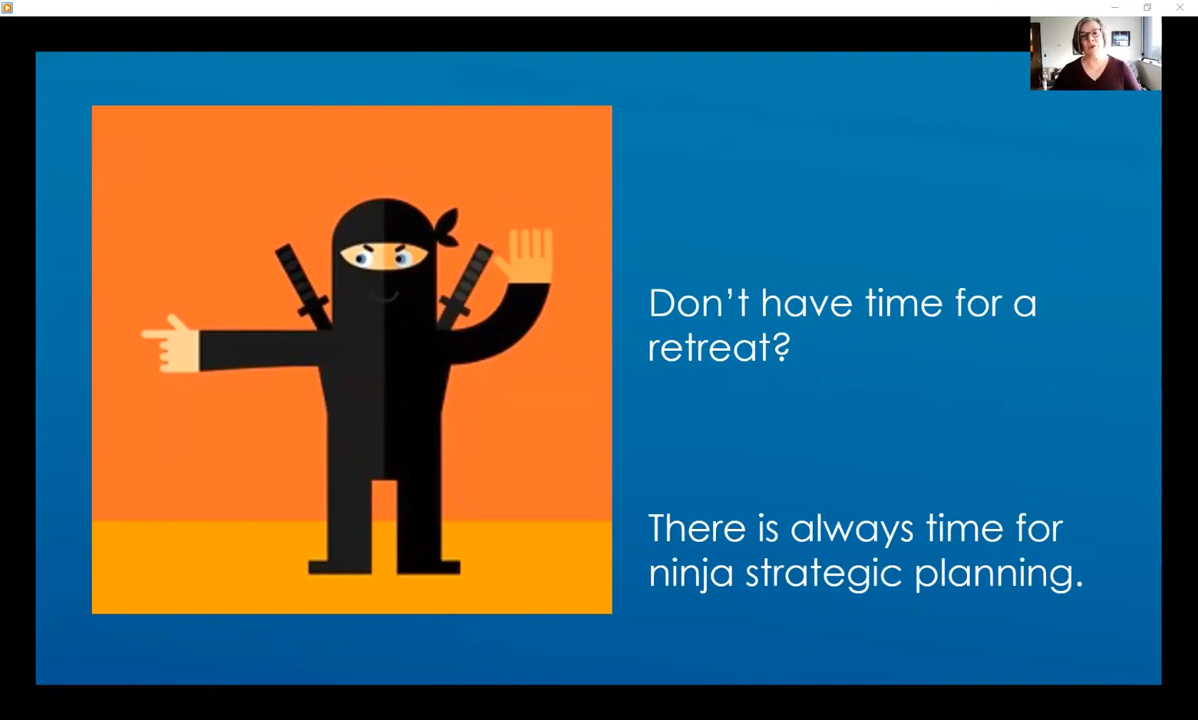 Don’t have time for a
retreat?
There is always time for
ninja strategic planning.